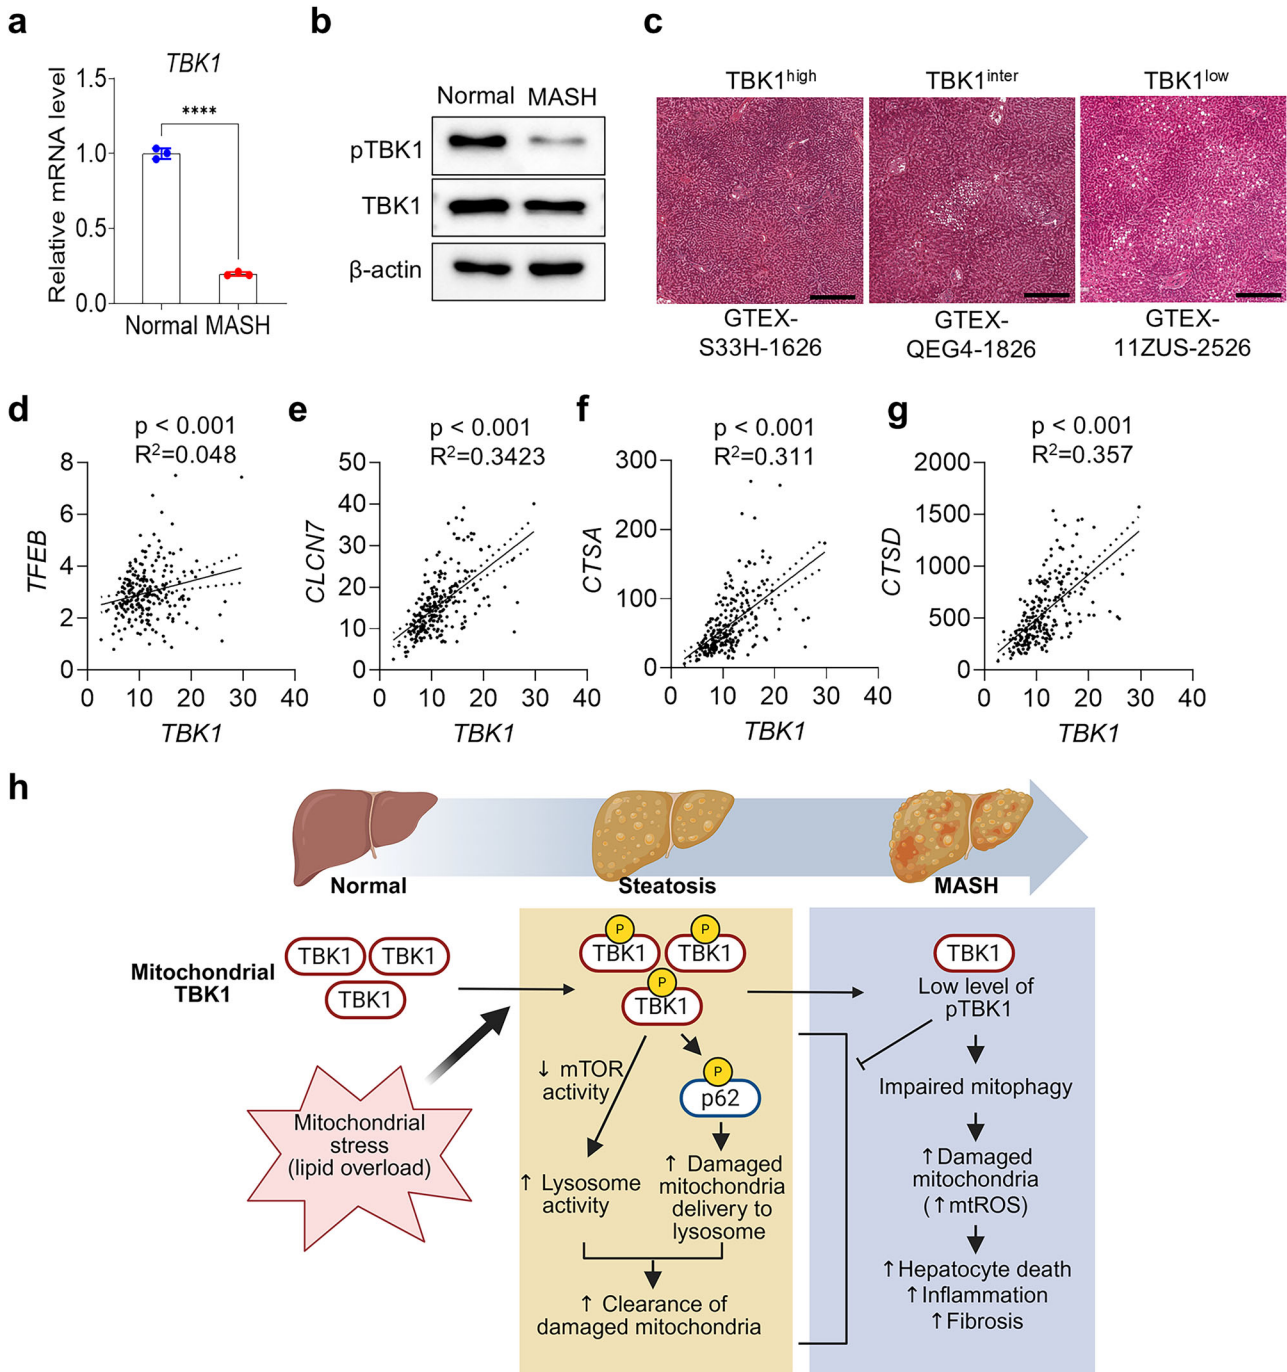 a
TBK1
Relative mRNA level
1.5
1.0
0.5
0.0
****
Normal MASH
b
Normal MASH
pTBK1
TBK1
β-actin
c
TBK1high
TBK1inter
TBK1low
GTEX-
S33H-1626
GTEX-
QEG4-1826
GTEX-
11ZUS-2526
d
p < 0.001
R2=0.048
TFEB
8
6
4
2
0
0 10 20 30 40
TBK1
e
p < 0.001
R2=0.3423
CLCN7
50
40
30
20
10
0
0 10 20 30 40
TBK1
f
p < 0.001
R2=0.311
CTSA
300
200
100
0
0 10 20 30 40
TBK1
g
p < 0.001
R2=0.357
CTSD
2000
1500
1000
500
0
0 10 20 30 40
TBK1
h
Normal
Steatosis
MASH
Mitochondrial
TBK1
TBK1
TBK1
TBK1
Mitochondrial
stress
(lipid overload)
P
TBK1
P
TBK1
P
TBK1
↓ mTOR
activity
P
p62
↑ Lysosome
activity
↑ Damaged
mitochondria
delivery to
lysosome
↑ Clearance of
damaged mitochondria
TBK1
Low level of
pTBK1
Impaired mitophagy
↑Damaged
mitochondria
(↑mtROS)
↑Hepatocyte death
↑Inflammation
↑Fibrosis